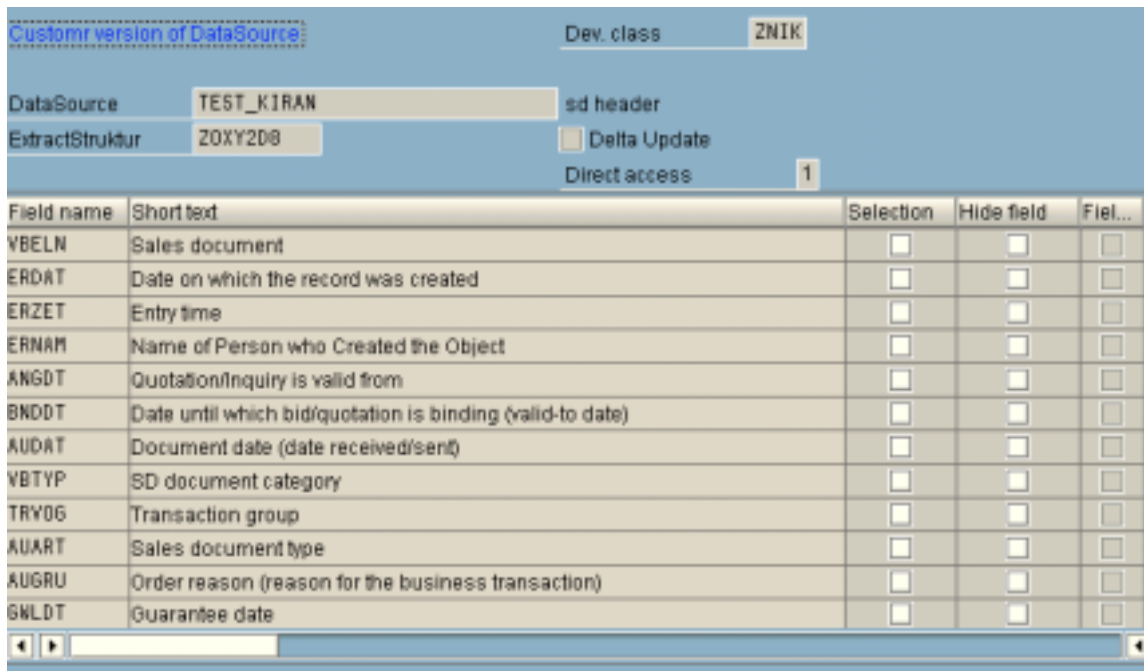 Customr version of DataSource: Dev. class ZNIK
DataSource TEST_KIRAN sd header
ExtractStruktur ZOXY2D8 Delta Update
Direct access 1
Field name Short text Selection Hide field Fiel...
VBELN Sales document
ERDAT Date on which the record was created
ERZET Entry time
ERNAM Name of Person who Created the Object
ANGDT Quotation/Inquiry is valid from
BNDDT Date until which bid/quotation is binding (valid-to date)
AUDAT Document date (date received/sent)
VBTYP SD document category
TRVOG Transaction group
AUART Sales document type
AUGRU Order reason (reason for the business transaction)
GWLDT Guarantee date